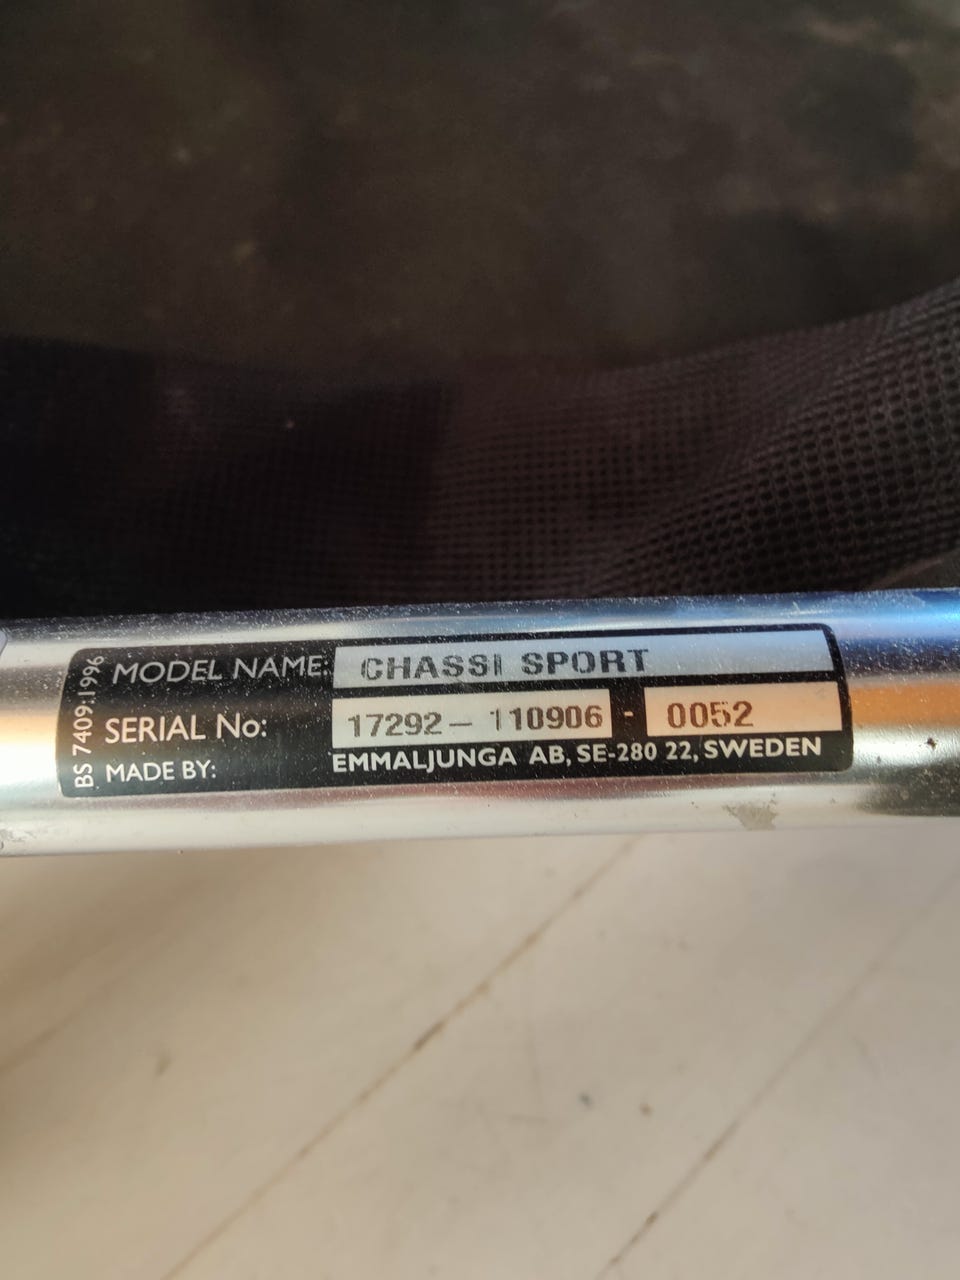 BS 7409:1996
MODEL NAME: CHASSI SPORT
SERIAL No: 17292-110906 - 0052
MADE BY: EMMALJUNGA AB, SE-280 22, SWEDEN